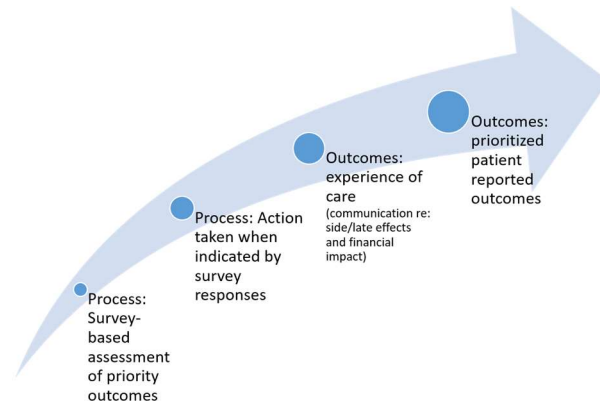 Process:
Survey-
based
assessment
of priority
outcomes
Process: Action
taken when
indicated by
survey
responses
Outcomes:
experience of
care
(communication re:
side/late effects
and financial
impact)
Outcomes:
prioritized
patient
reported
outcomes